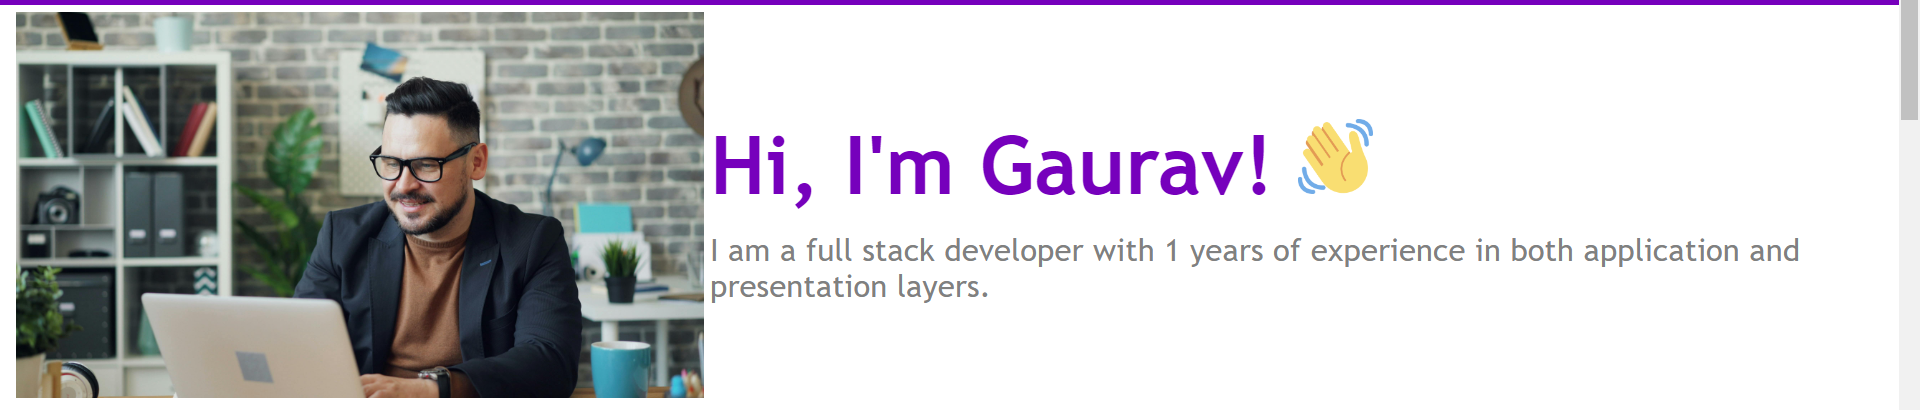 Hi, I'm Gaurav! 👋
I am a full stack developer with 1 years of experience in both application and
presentation layers.